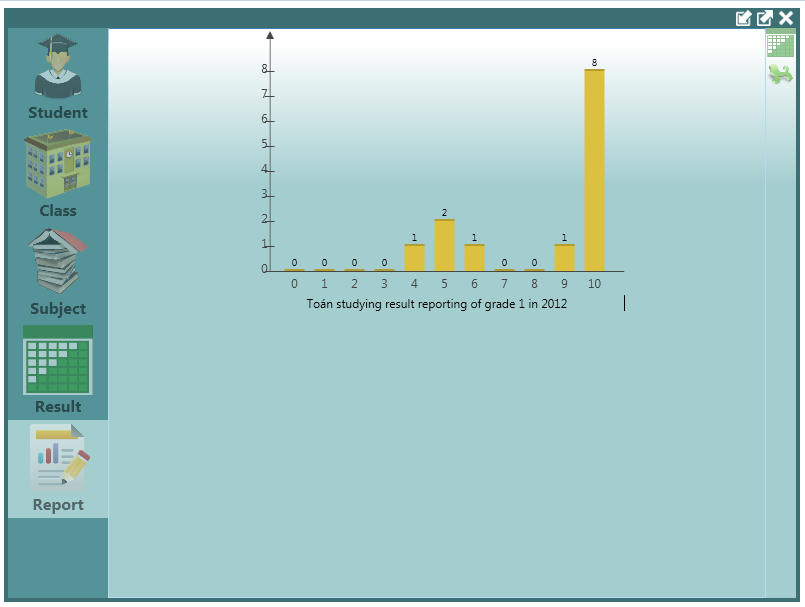 Student
Class
Subject
Result
Report
8
7
6
5
4
3
2
1
0
0 0 0 0 1 2 1 0 0 1 8
0 1 2 3 4 5 6 7 8 9 10
Toán studying result reporting of grade 1 in 2012